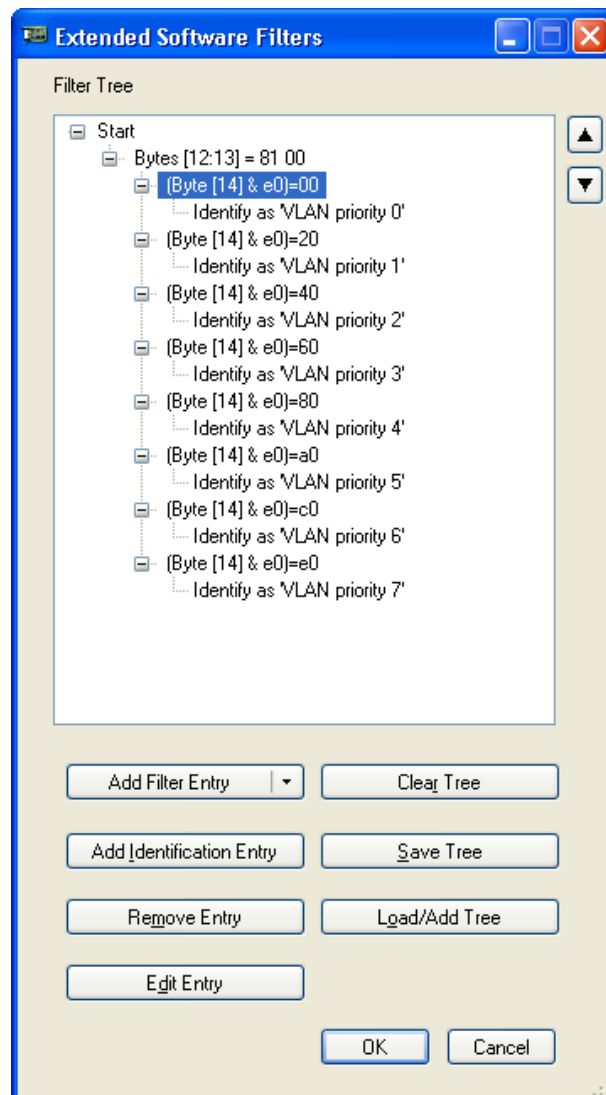 Extended Software Filters
Filter Tree
Start
Bytes [12:13] = 81 00
(Byte [14] & e0)=00
Identify as 'VLAN priority 0'
(Byte [14] & e0)=20
Identify as 'VLAN priority 1'
(Byte [14] & e0)=40
Identify as 'VLAN priority 2'
(Byte [14] & e0)=60
Identify as 'VLAN priority 3'
(Byte [14] & e0)=80
Identify as 'VLAN priority 4'
(Byte [14] & e0)=a0
Identify as 'VLAN priority 5'
(Byte [14] & e0)=c0
Identify as 'VLAN priority 6'
(Byte [14] & e0)=e0
Identify as 'VLAN priority 7'
Add Filter Entry Clear Tree
Add Identification Entry Save Tree
Remove Entry Load/Add Tree
Edit Entry
OK Cancel